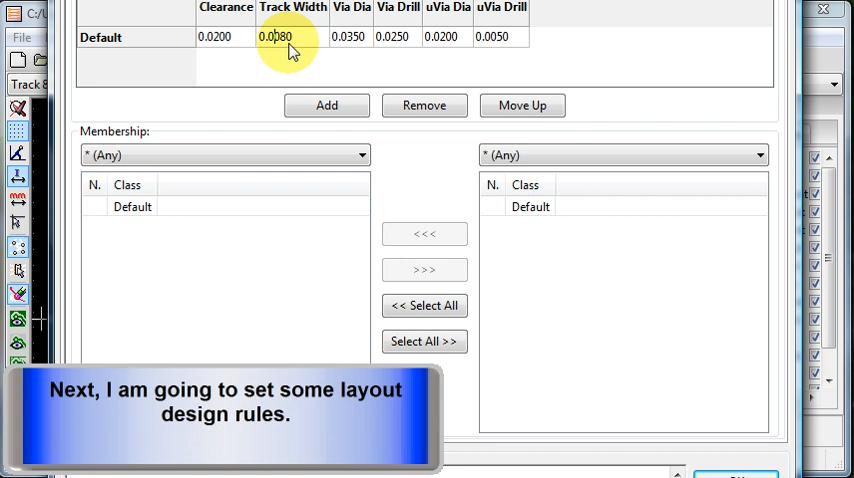 C:/U
Clearance Track Width Via Dia Via Drill uVia Dia uVia Drill
File
Default 0.0200 0.0080 0.0350 0.0250 0.0200 0.0050
Track &
Add Remove Move Up
Membership:
* (Any) * (Any)
N. Class N. Class
Default Default
<<<
>>>
<< Select All
Select All >>
Next, I am going to set some layout
design rules.